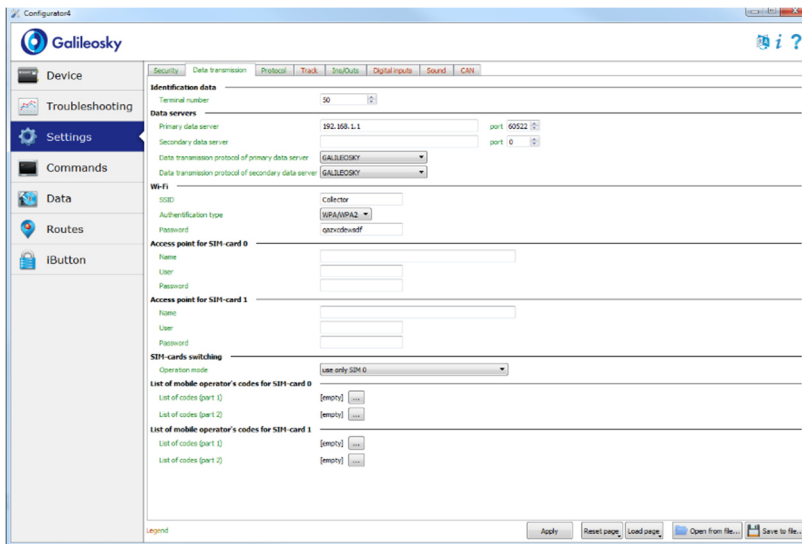 Configurator4
Galileosky
Device
Troubleshooting
Settings
Commands
Data
Routes
iButton
Security Data transmission Protocol Track Ins/Outs Digital inputs Sound CAN
Identification data
Terminal number 50
Data servers
Primary data server 192.168.1.1 port 60522
Secondary data server port 0
Data transmission protocol of primary data server GALILEOSKY
Data transmission protocol of secondary data server GALILEOSKY
Wi-Fi
SSID Collector
Authentification type WPA/WPA2
Password qazxcdewsdf
Access point for SIM-card 0
Name
User
Password
Access point for SIM-card 1
Name
User
Password
SIM-cards switching
Operation mode use only SIM 0
List of mobile operator's codes for SIM-card 0
List of codes (part 1) [empty] ...
List of codes (part 2) [empty] ...
List of mobile operator's codes for SIM-card 1
List of codes (part 1) [empty] ...
List of codes (part 2) [empty] ...
Legend Apply Reset page Load page Open from file... Save to file...